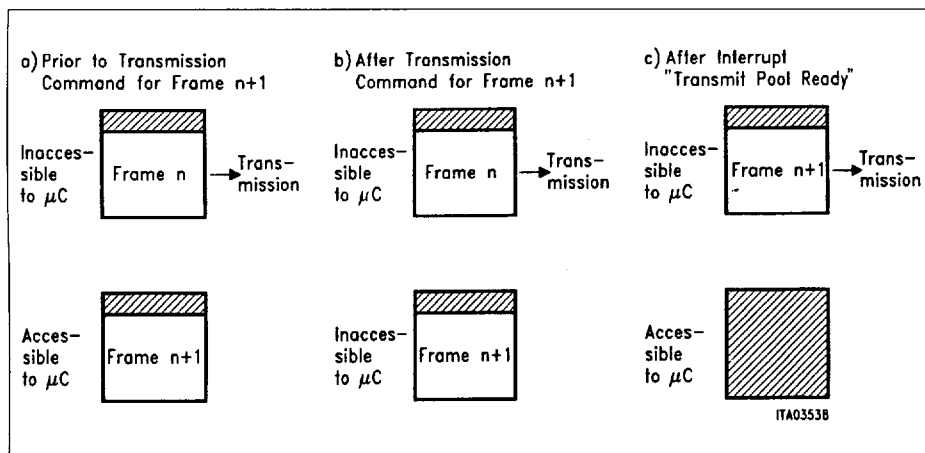 a) Prior to Transmission
Command for Frame n+1
Inacces-
sible
to μC
Frame n
Trans-
mission
Acces-
sible
to μC
Frame n+1
b) After Transmission
Command for Frame n+1
Inacces-
sible
to μC
Frame n
Trans-
mission
Inacces-
sible
to μC
Frame n+1
c) After Interrupt
"Transmit Pool Ready"
Inacces-
sible
to μC
Frame n+1
Trans-
mission
Acces-
sible
to μC
ITA03538